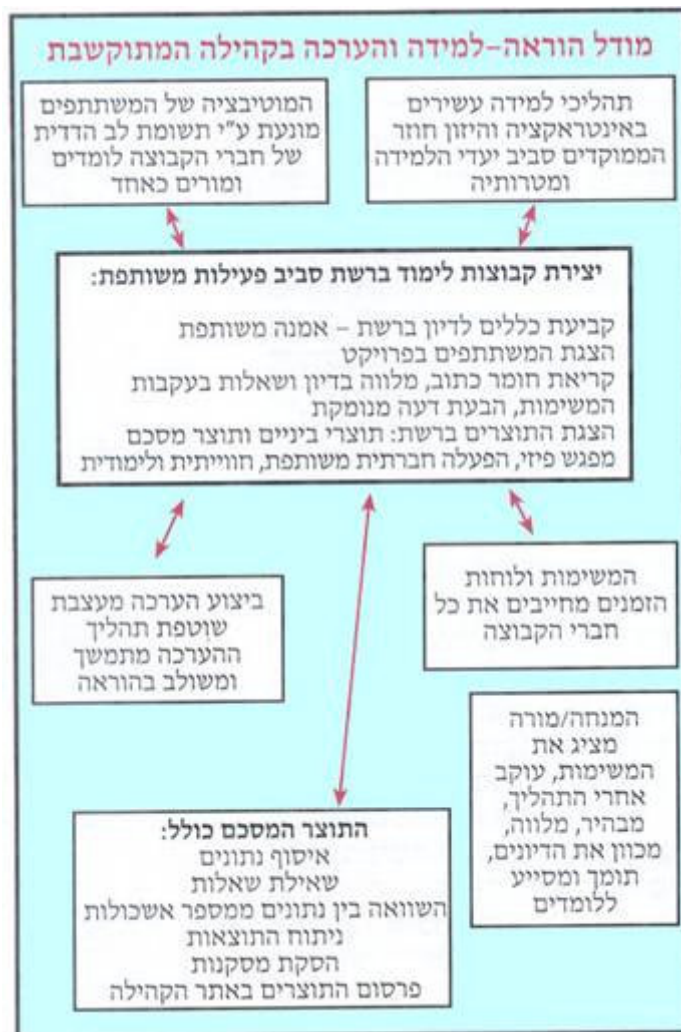 מודל הוראה-למידה והערכה בקהילה המתוקשבת
תהליכי למידה עשירים
באינטראקציה והיזון חוזר
הממוקדים סביב יעדי הלמידה
ומטרותיה
המוטיבציה של המשתתפים
מונעת ע"י תשומת לב הדדית
של חברי הקבוצה לומדים
ומורים כאחד
יצירת קבוצות לימוד ברשת סביב פעילות משותפת:
קביעת כללים לדיון ברשת – אמנה משותפת
הצגת המשתתפים בפרויקט
קריאת חומר כתוב, מלווה בדיון ושאלות בעקבות
המשימות, הבעת דעה מנומקת
הצגת התוצרים ברשת: תוצרי ביניים ותוצר מסכם
מפגש פיזי, הפעלה חברתית משותפת, חווייתית ולימודית
המשימות ולוחות
הזמנים מחייבים את כל
חברי הקבוצה
ביצוע הערכה מעצבת
שוטפת תהליך
ההערכה מתמשך
ומשולב בהוראה
המנחה/מורה
מציג את
המשימות, עוקב
אחרי התהליך,
מבהיר, מלווה,
מכוון את הדיונים,
תומך ומסייע
ללומדים
התוצר המסכם כולל:
איסוף נתונים
שאילת שאלות
השוואה בין נתונים ממספר אשכולות
ניתוח התוצאות
הסקת מסקנות
פרסום התוצרים באתר הקהילה